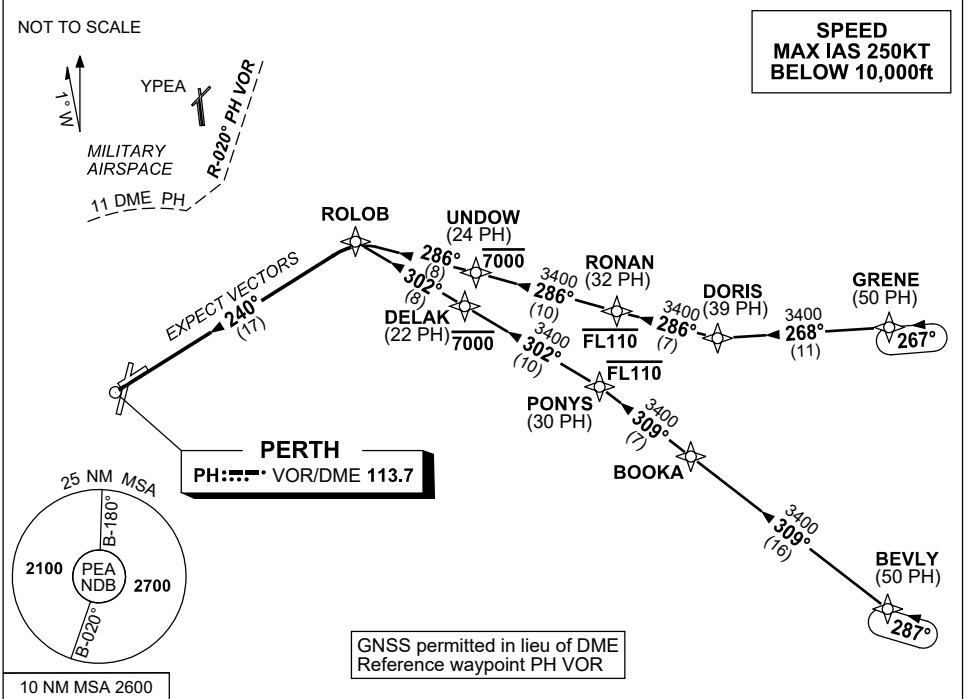 NOT TO SCALE
SPEED
MAX IAS 250KT
BELOW 10,000ft
1° W
YPEA
R-020° PH VOR
MILITARY
AIRSPACE
11 DME PH
ROLOB
UNDOW
(24 PH)
7000
286°
(8)
302°
(8)
3400
286°
(10)
RONAN
(32 PH)
FL110
3400
286°
(7)
DORIS
(39 PH)
3400
268°
(11)
GRENE
(50 PH)
267°
EXPECT VECTORS
240°
(17)
DELAK
(22 PH)
7000
3400
302°
(10)
FL110
PONYS
(30 PH)
3400
309°
(7)
BOOKA
3400
309°
(16)
BEVLY
(50 PH)
287°
PERTH
PH VOR/DME 113.7
25 NM MSA
B-180°
2100
PEA
NDB
2700
B-020°
GNSS permitted in lieu of DME
Reference waypoint PH VOR
10 NM MSA 2600